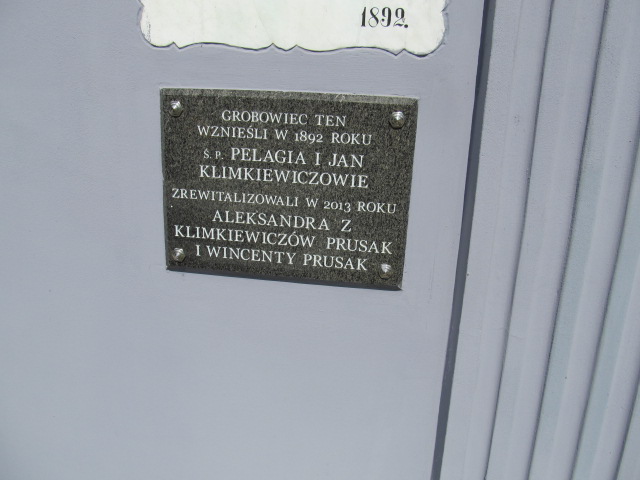 1892.
GROBOWIEC TEN
WZNIEŚLI W 1892 ROKU
Ś. P. PELAGIA I JAN
KLIMKIEWICZOWIE
ZREWITALIZOWALI W 2013 ROKU
ALEKSANDRA Z
KLIMKIEWICZÓW PRUSAK
I WINCENTY PRUSAK